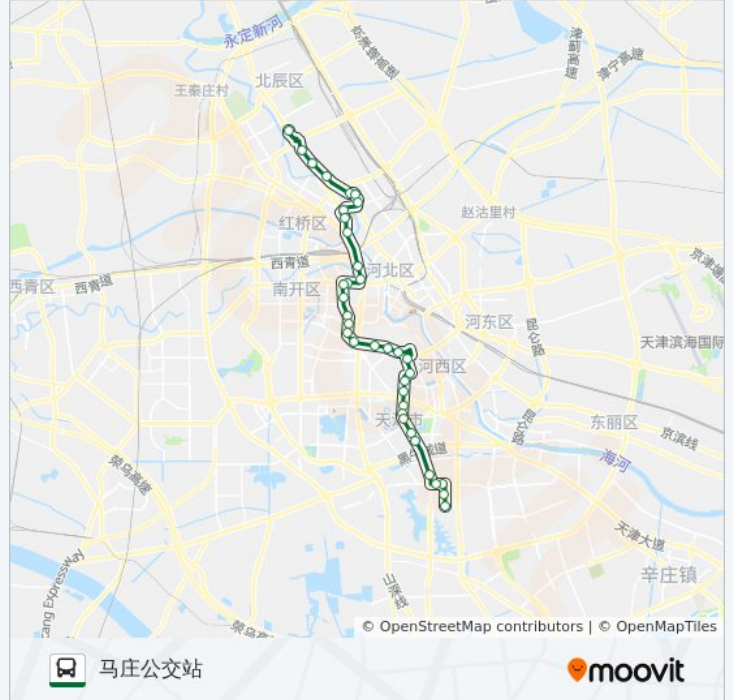 永定新河
京津塘高速
津蓟高速
津宁高速
北辰区
王秦庄村
红桥区
赵沽里村
西青道
河北区
西青区
西青道
南开区
河东区
昆仑路
天津滨海国际
河西区
天津市
东丽区
昆仑路
京滨线
黑牛城道
海河
荣乌高速
天津大道
辛庄镇
山深线
© OpenStreetMap contributors | © OpenMapTiles
马庄公交站
moovit